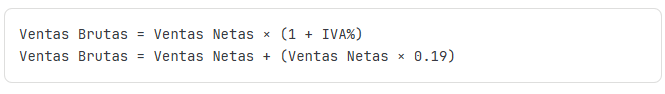 Ventas Brutas = Ventas Netas × (1 + IVA%)
Ventas Brutas = Ventas Netas + (Ventas Netas × 0.19)